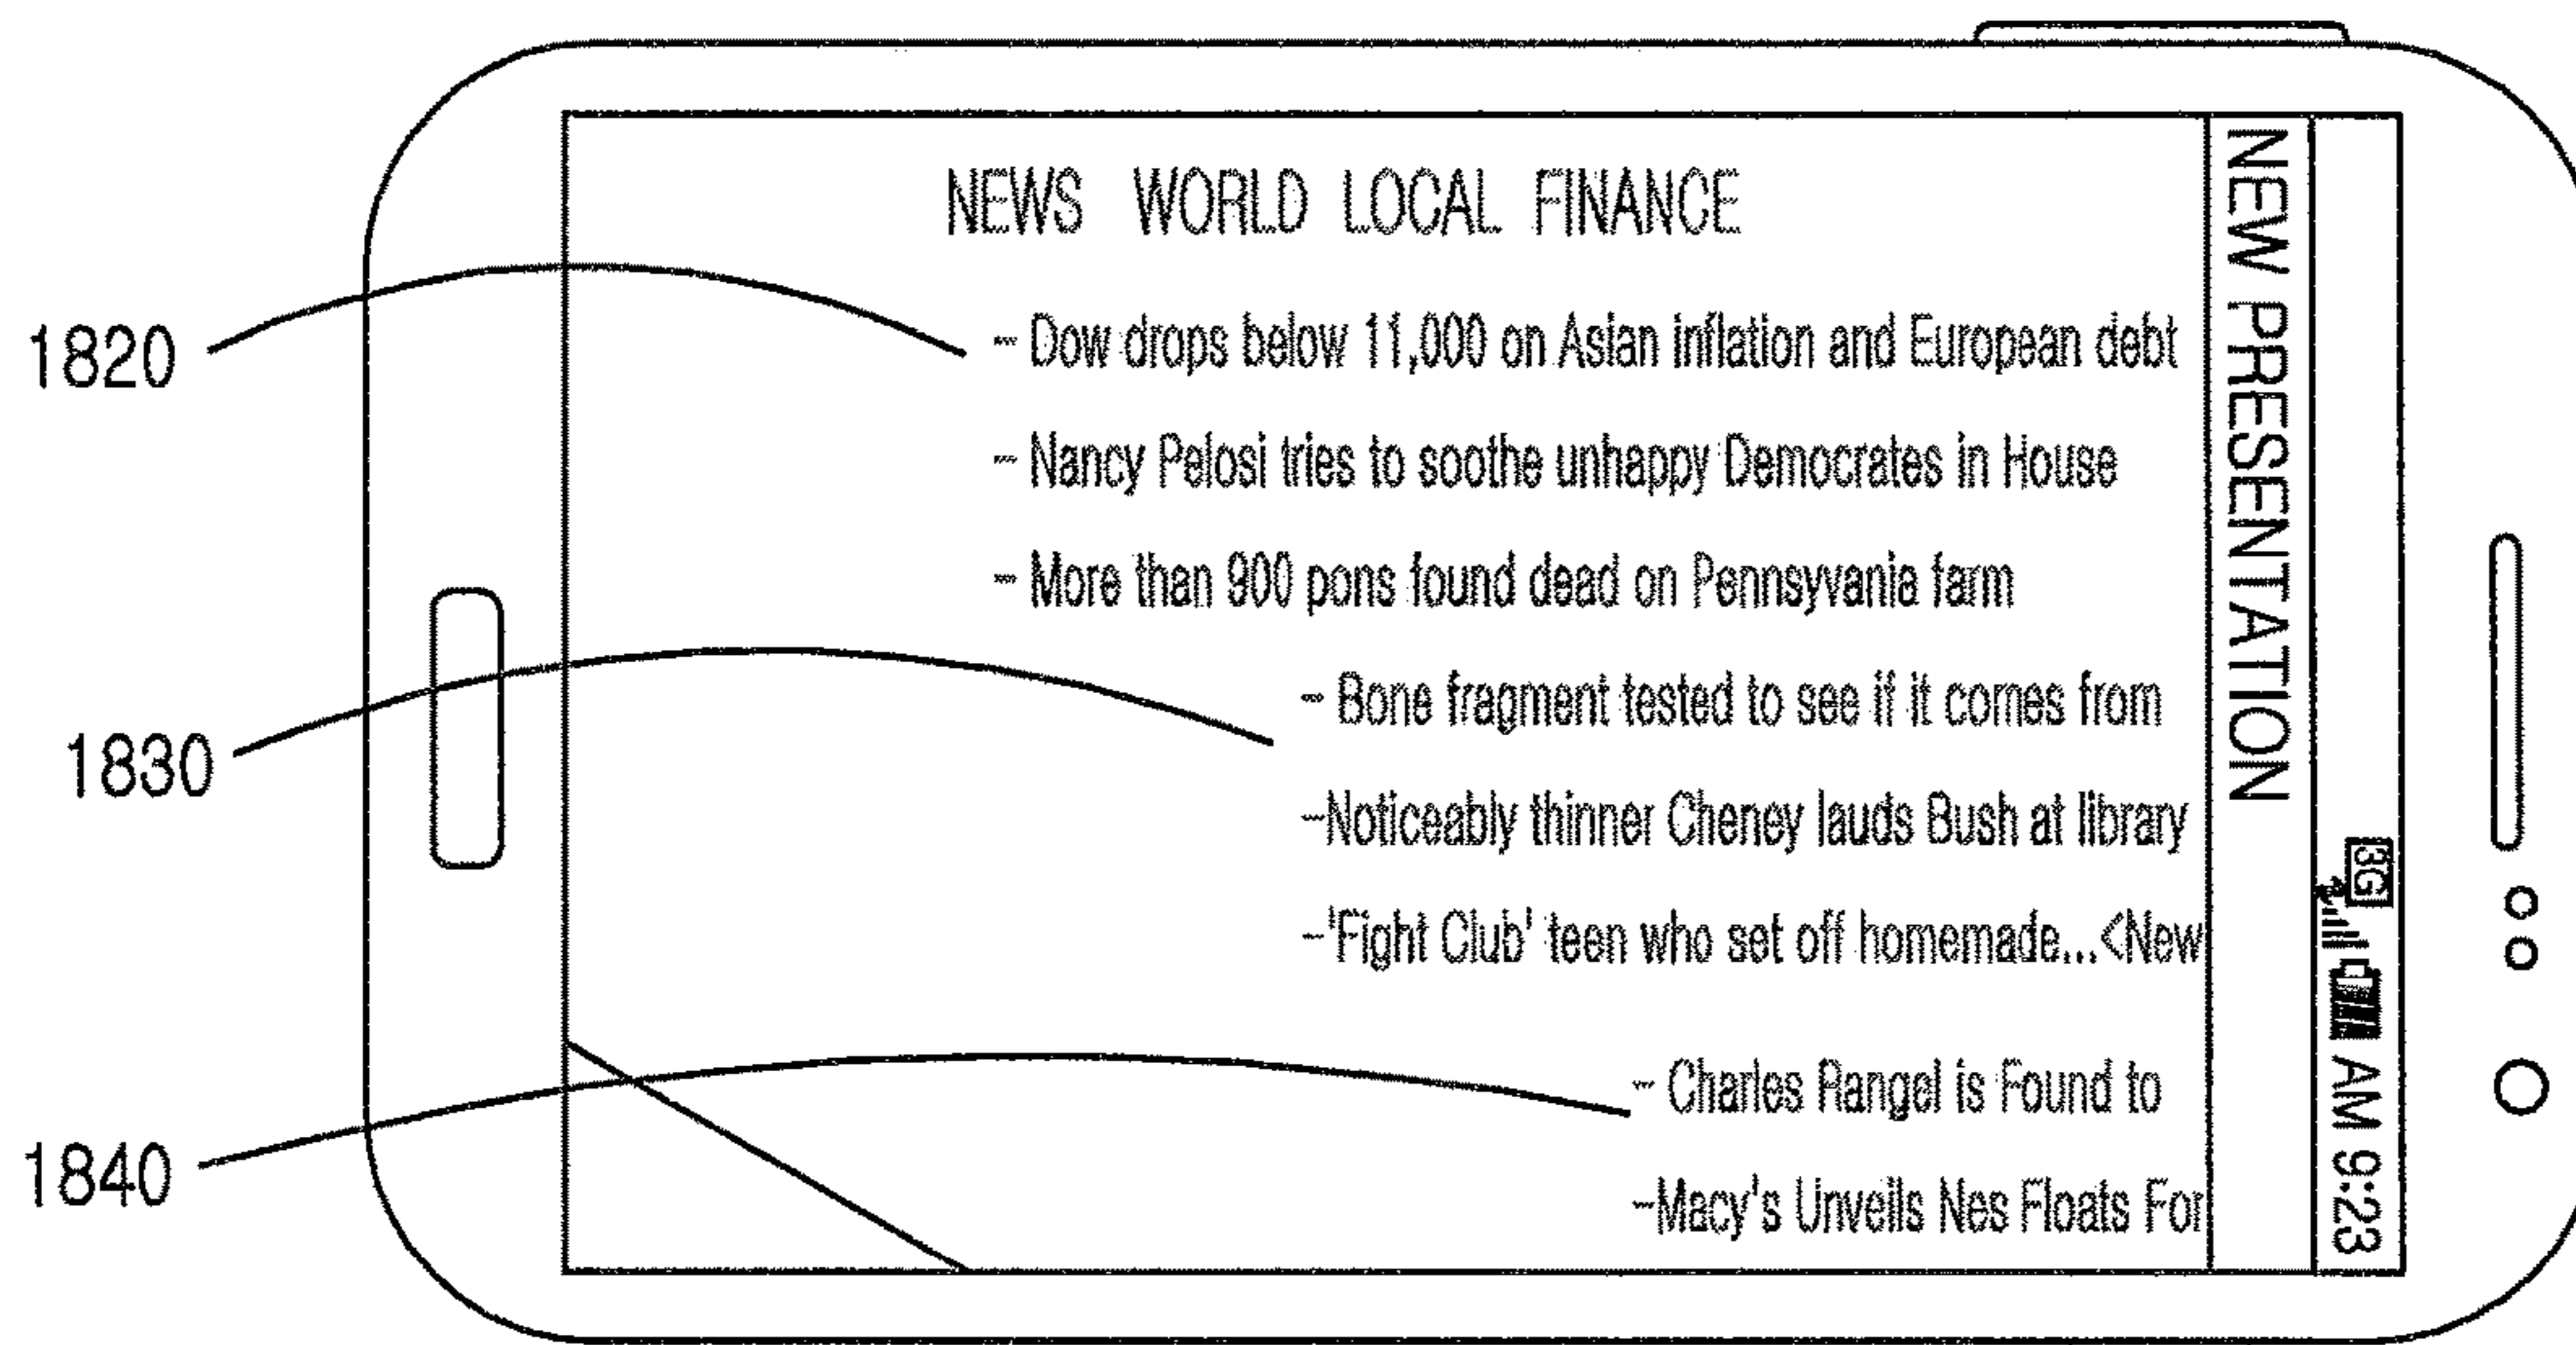 NEWS WORLD LOCAL FINANCE
1820
- Dow drops below 11,000 on Asian inflation and European debt
- Nancy Pelosi tries to soothe unhappy Democrates in House
- More than 900 pons found dead on Pennsyvania farm
1830
- Bone fragment tested to see if it comes from
-Noticeably thinner Cheney lauds Bush at library
-'Fight Club' teen who set off homemade...<New
1840
- Charles Rangel is Found to
-Macy's Unveils Nes Floats For
NEW PRESENTATION
3G AM 9:23